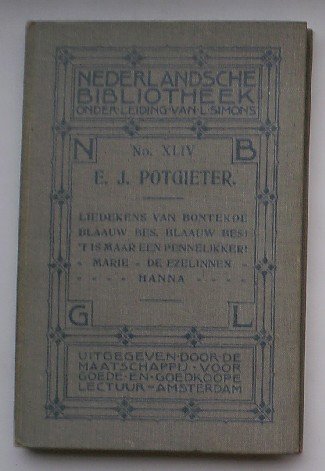 NEDERLANDSCHE
BIBLIOTHEEK
ONDER·LEIDING·VAN·L·SIMONS
N B
No. XLIV
E. J. POTGIETER.
LIEDEKENS VAN BONTEKOE
BLAAUW BES, BLAAUW BES!
'T IS MAAR EEN PENNELIKKER!
MARIE - DE EZELINNEN
HANNA
G L
UITGEGEVEN·DOOR·DE
MAATSCHAPPIJ·VOOR
GOEDE·EN·GOEDKOOPE
LECTUUR-AMSTERDAM